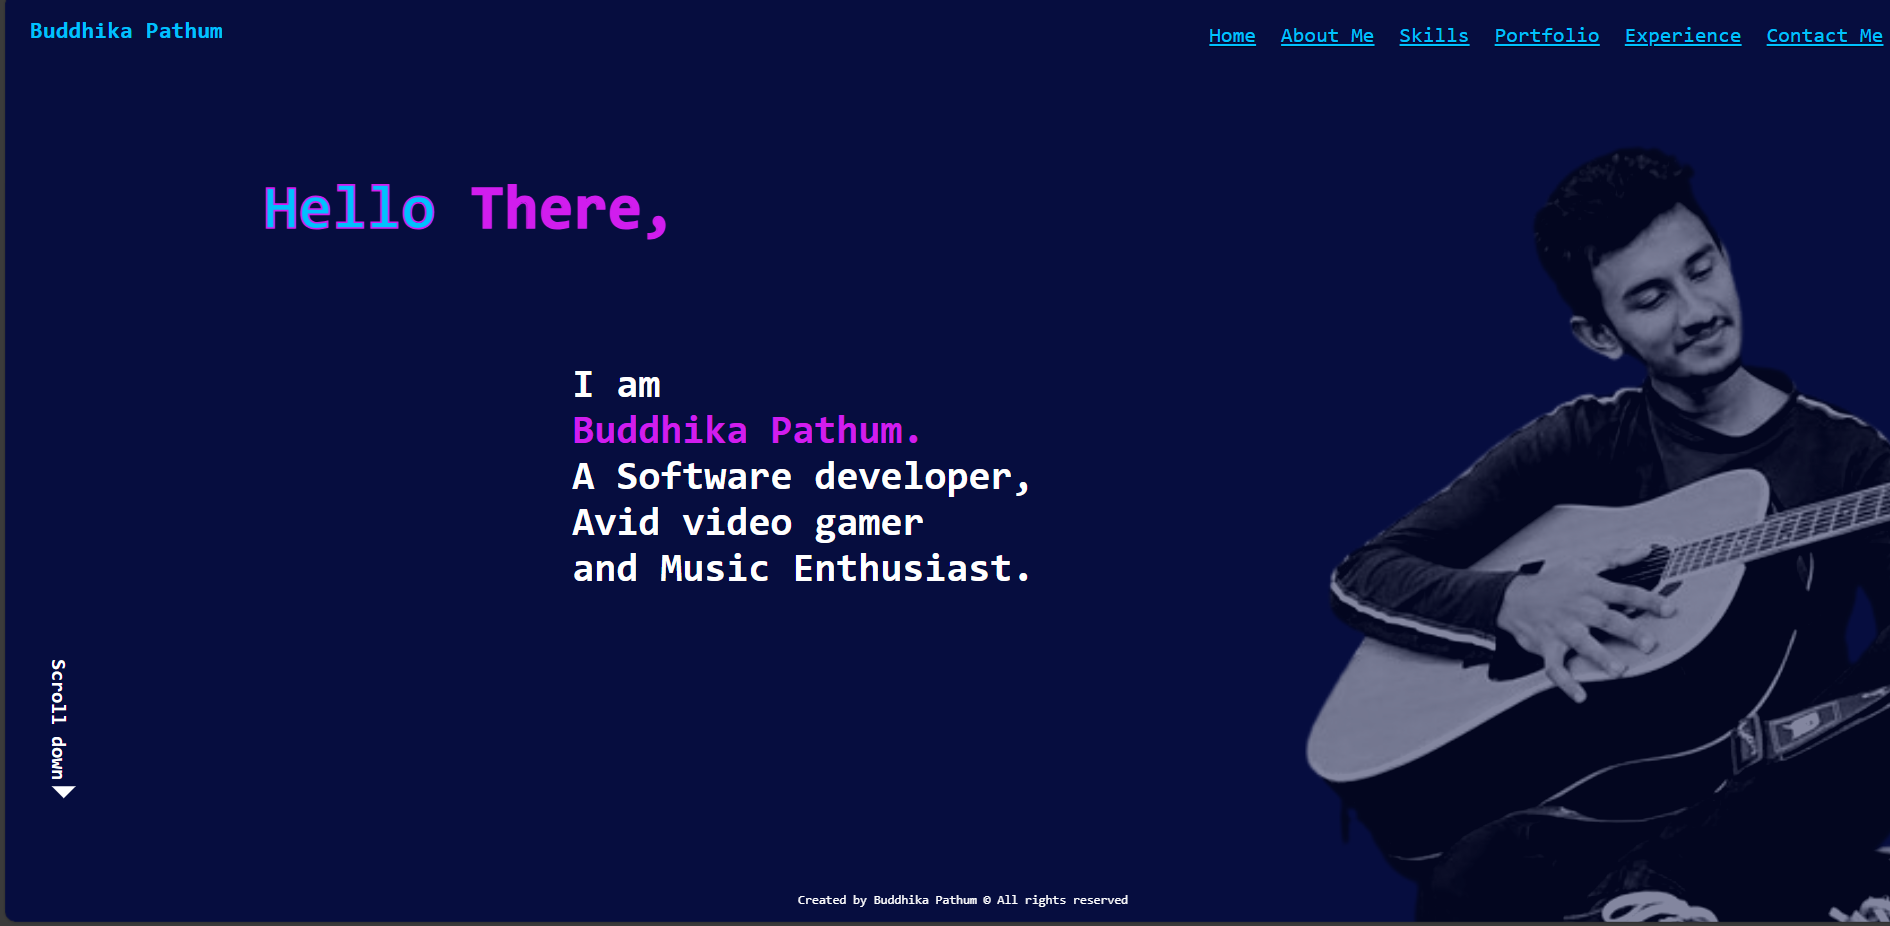 Buddhika Pathum
Home About Me Skills Portfolio Experience Contact Me
Hello There,
I am
Buddhika Pathum.
A Software developer,
Avid video gamer
and Music Enthusiast.
Scroll down
Created by Buddhika Pathum © All rights reserved